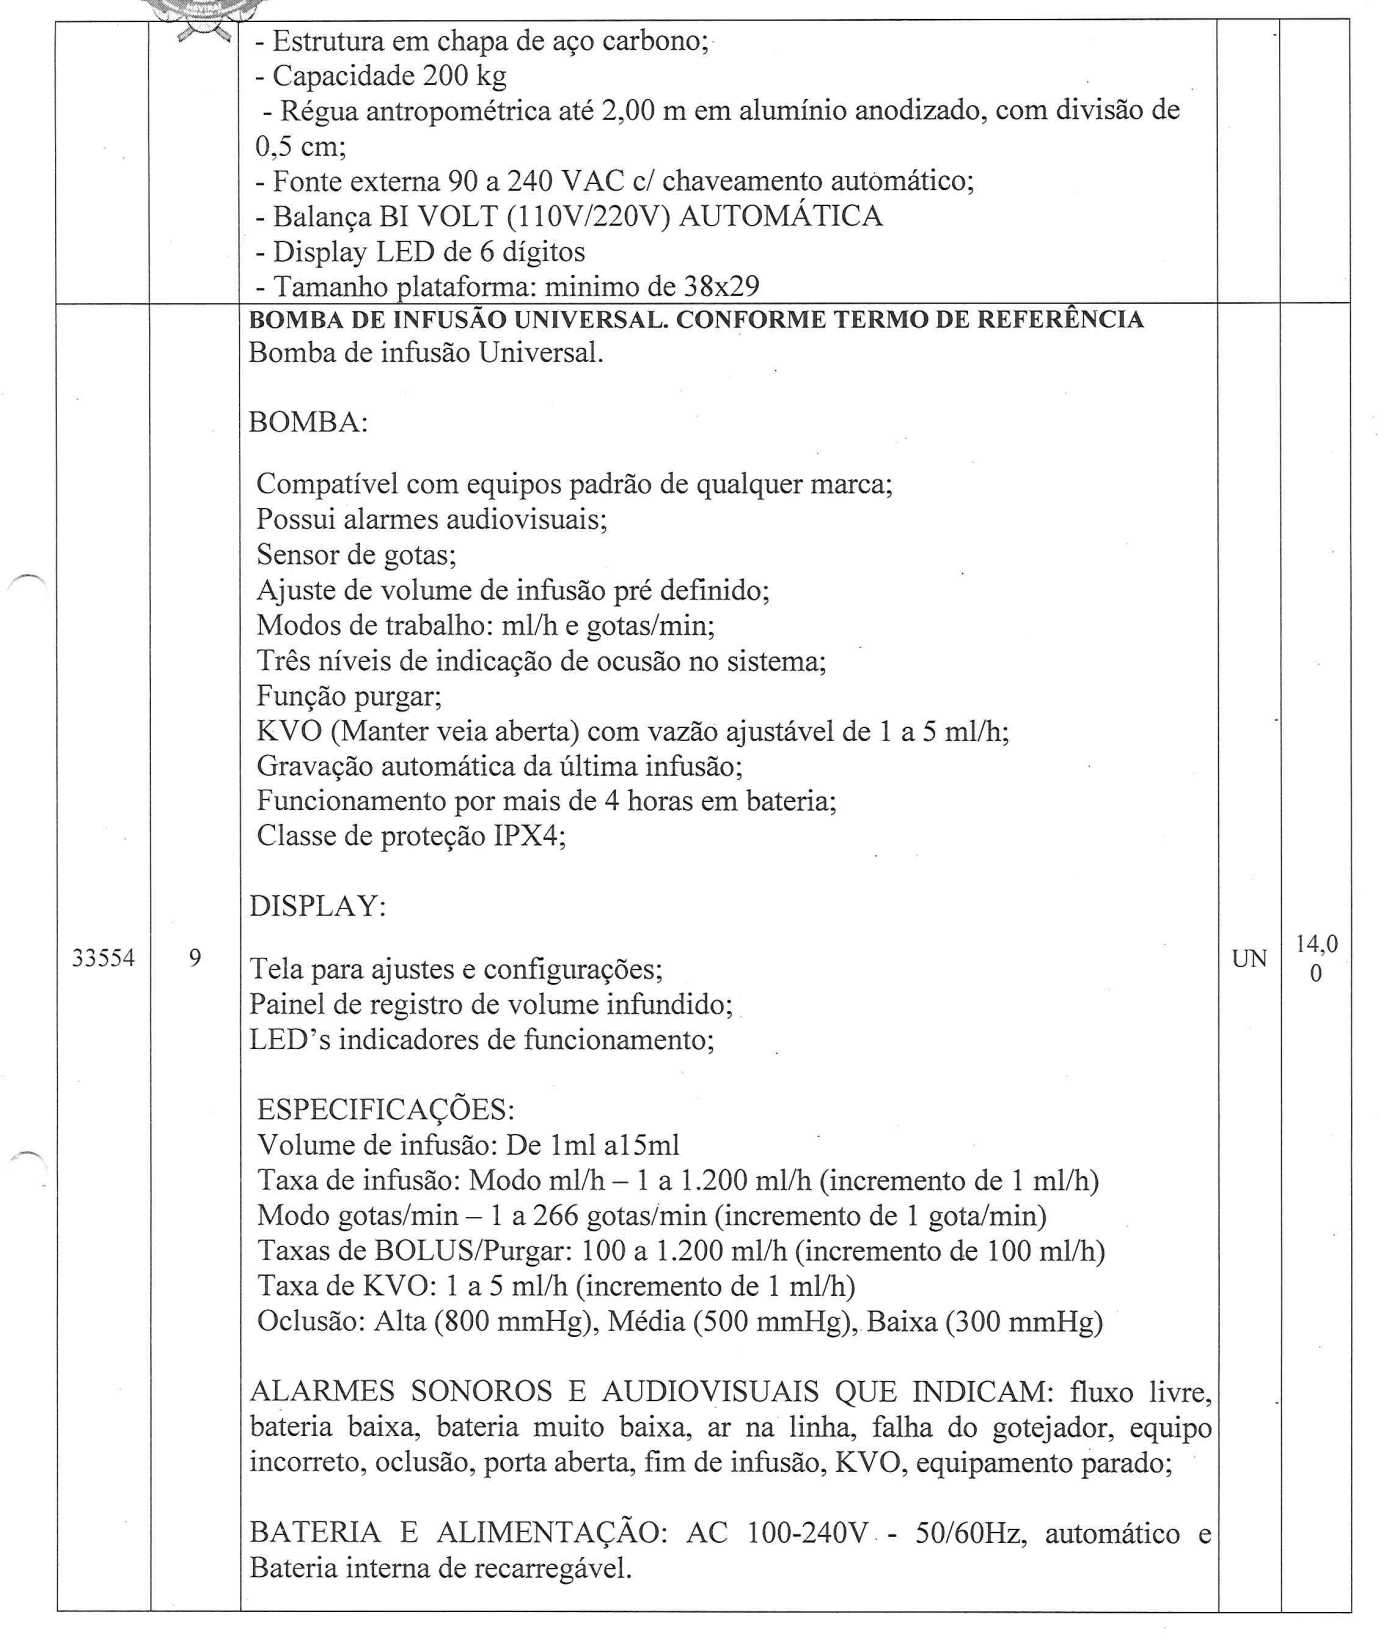 NAVIRAÍ
- Estrutura em chapa de aço carbono;
- Capacidade 200 kg
- Régua antropométrica até 2,00 m em alumínio anodizado, com divisão de
0,5 cm;
- Fonte externa 90 a 240 VAC c/ chaveamento automático;
- Balança BI VOLT (110V/220V) AUTOMÁTICA
- Display LED de 6 dígitos
- Tamanho plataforma: minimo de 38x29
BOMBA DE INFUSÃO UNIVERSAL. CONFORME TERMO DE REFERÊNCIA
Bomba de infusão Universal.
BOMBA:
Compatível com equipos padrão de qualquer marca;
Possui alarmes audiovisuais;
Sensor de gotas;
Ajuste de volume de infusão pré definido;
Modos de trabalho: ml/h e gotas/min;
Três níveis de indicação de ocusão no sistema;
Função purgar;
KVO (Manter veia aberta) com vazão ajustável de 1 a 5 ml/h;
Gravação automática da última infusão;
Funcionamento por mais de 4 horas em bateria;
Classe de proteção IPX4;
DISPLAY:
33554 9 UN 14,0
0
Tela para ajustes e configurações;
Painel de registro de volume infundido;
LED's indicadores de funcionamento;
ESPECIFICAÇÕES:
Volume de infusão: De 1ml a15ml
Taxa de infusão: Modo ml/h – 1 a 1.200 ml/h (incremento de 1 ml/h)
Modo gotas/min – 1 a 266 gotas/min (incremento de 1 gota/min)
Taxas de BOLUS/Purgar: 100 a 1.200 ml/h (incremento de 100 ml/h)
Taxa de KVO: 1 a 5 ml/h (incremento de 1 ml/h)
Oclusão: Alta (800 mmHg), Média (500 mmHg), Baixa (300 mmHg)
ALARMES SONOROS E AUDIOVISUAIS QUE INDICAM: fluxo livre,
bateria baixa, bateria muito baixa, ar na linha, falha do gotejador, equipo
incorreto, oclusão, porta aberta, fim de infusão, KVO, equipamento parado;
BATERIA E ALIMENTAÇÃO: AC 100-240V - 50/60Hz, automático e
Bateria interna de recarregável.